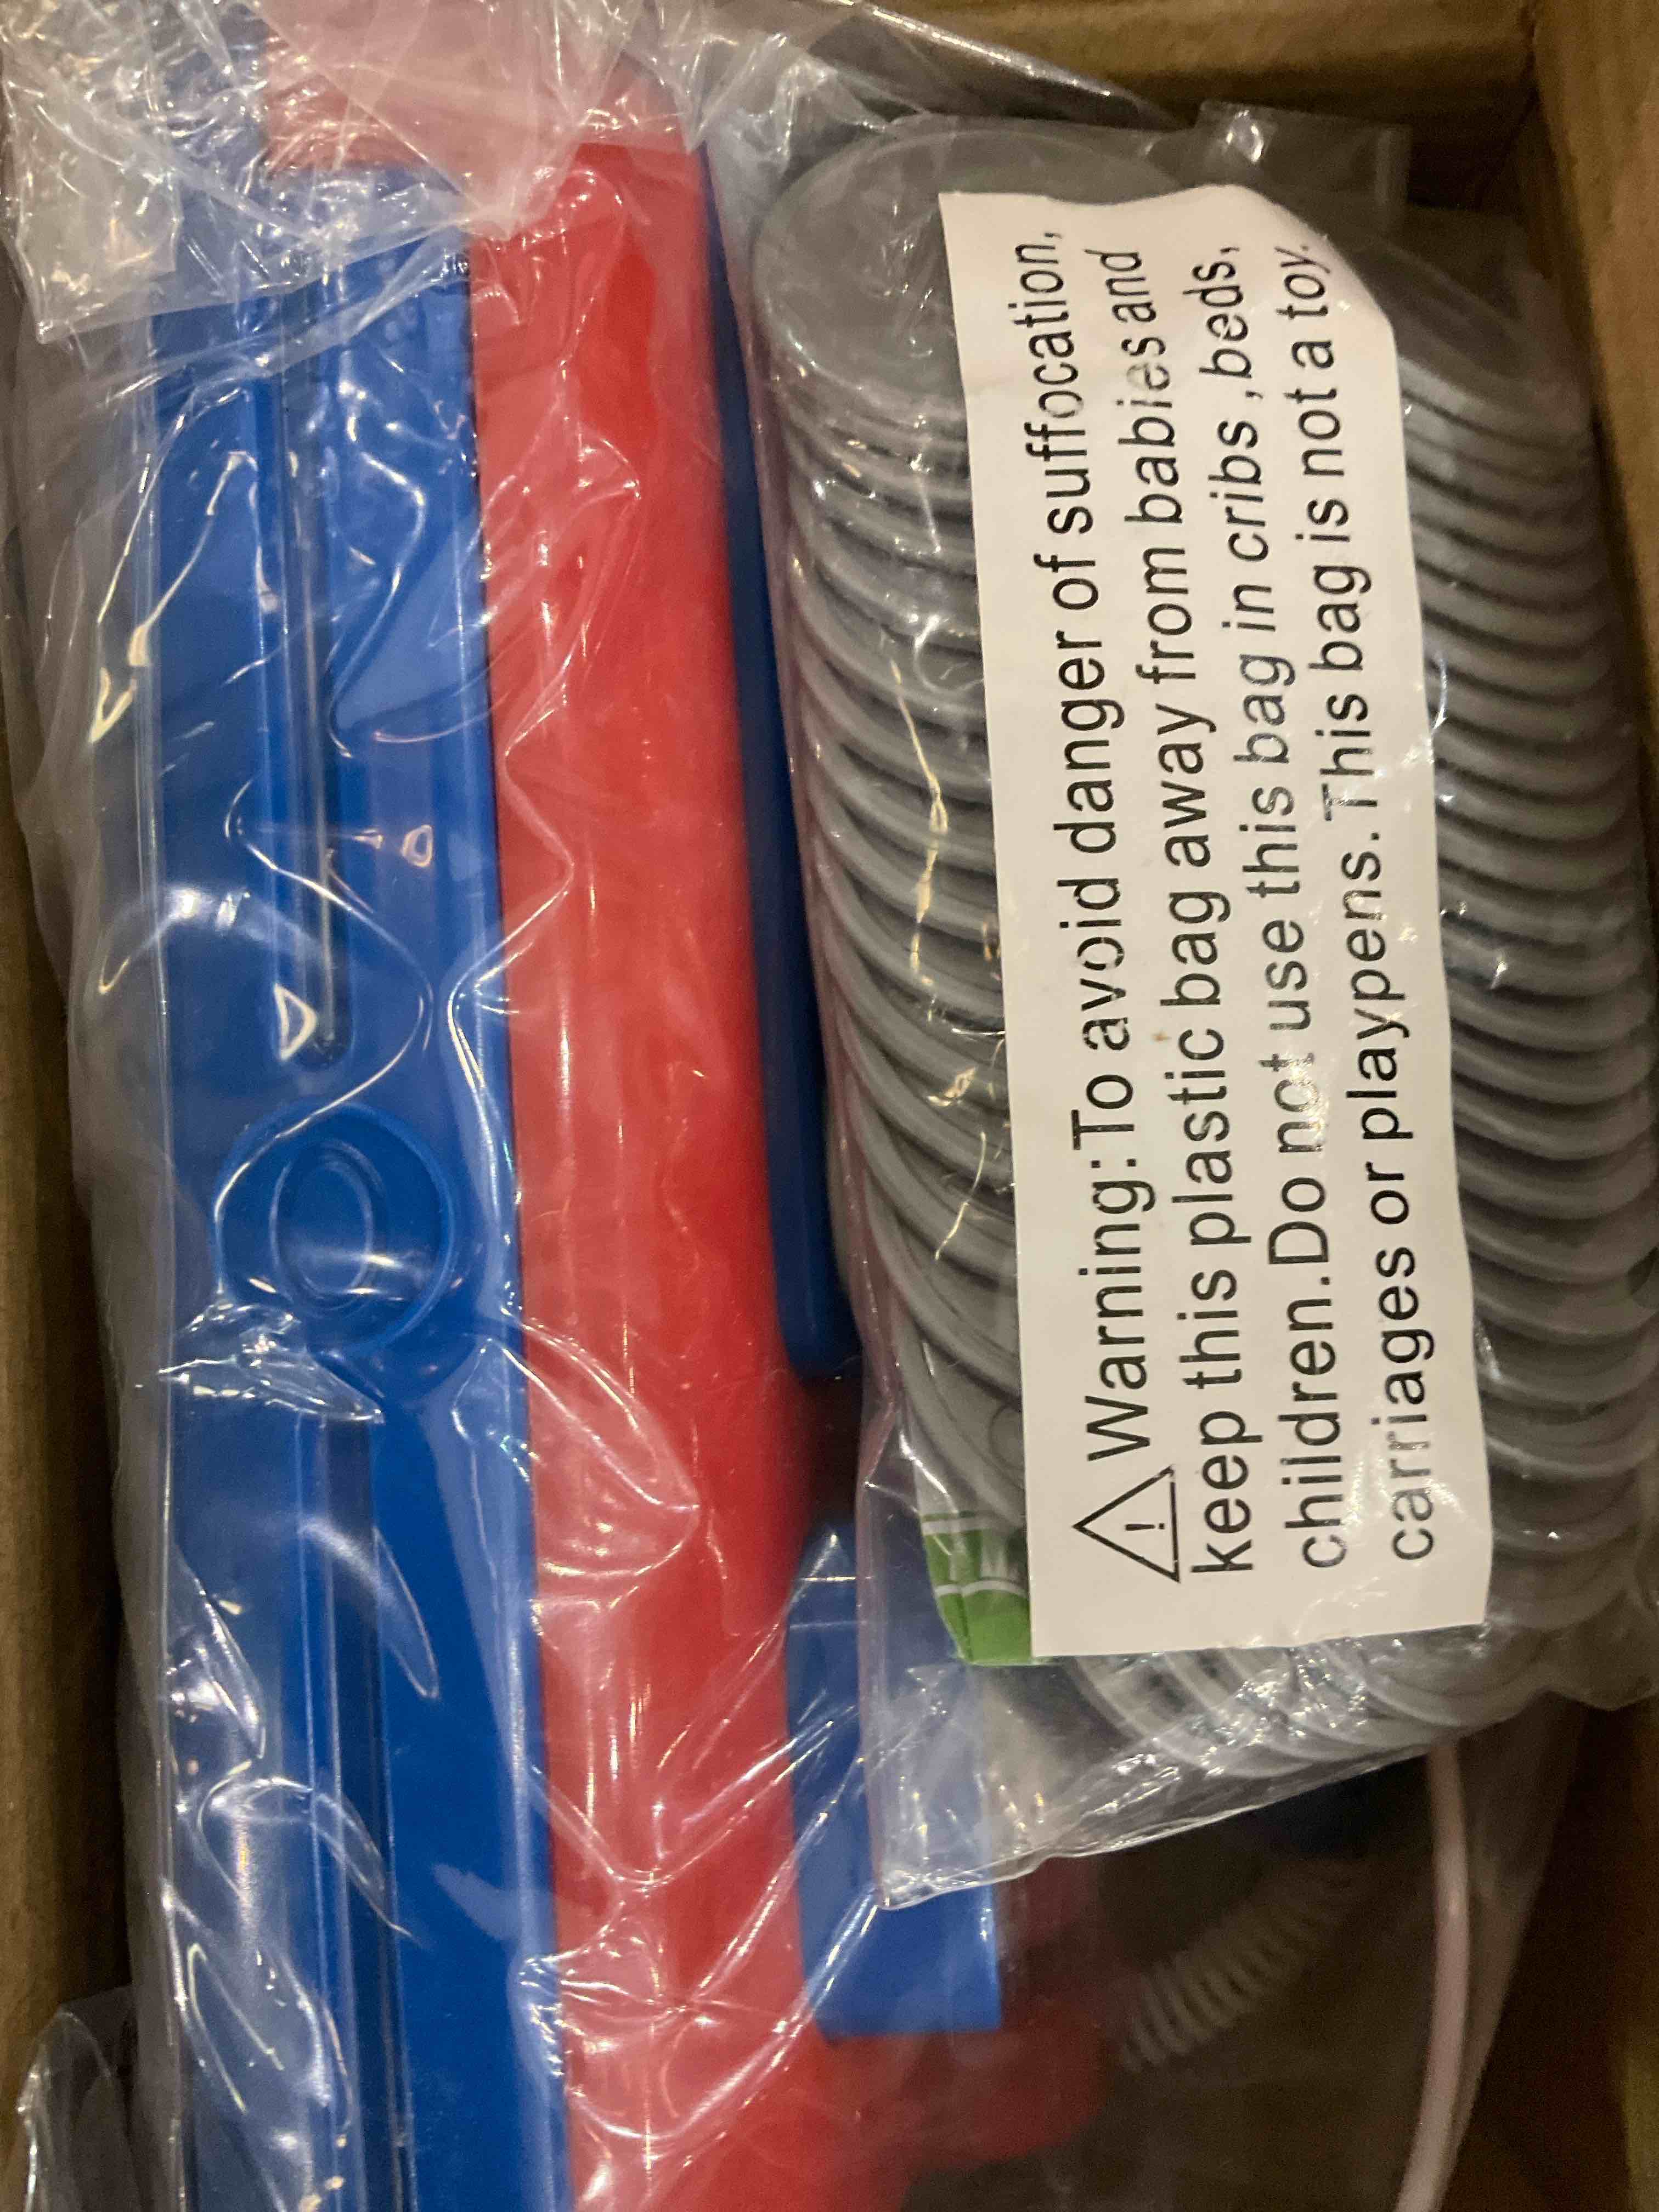 Warning:To avoid danger of suffocation,
keep this plastic bag away from babies and
children.Do not use this bag in cribs ,beds,
carriages or playpens.This bag is not a toy.